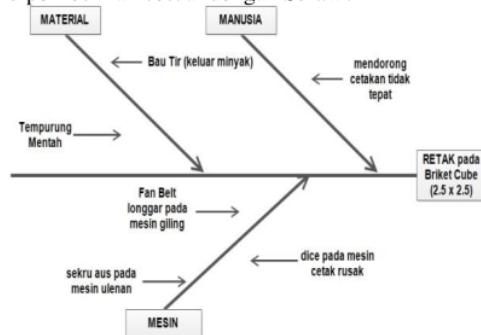 MATERIAL
MANUSIA
Bau Tir (keluar minyak)
mendorong
cetakan tidak
tepat
Tempurung
Mentah
RETAK pada
Briket Cube
(2.5 x 2.5)
Fan Belt
longgar pada
mesin giling
dice pada mesin
cetak rusak
sekru aus pada
mesin ulenan
MESIN